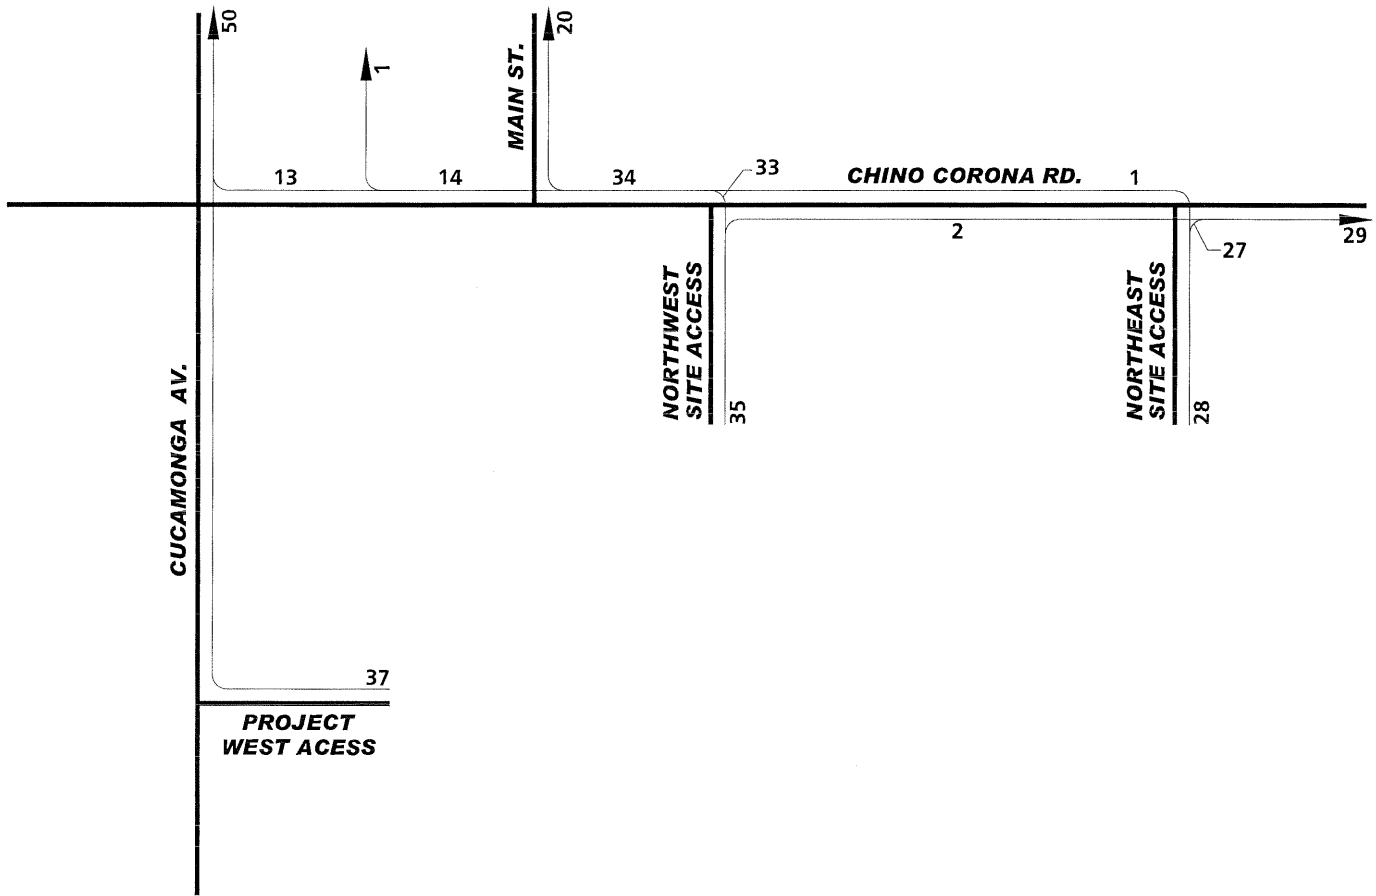 50
1
MAIN ST.
20
13
14
34
33
CHINO CORONA RD.
1
2
27
29
NORTHWEST
SITE ACCESS
35
NORTHEAST
SITE ACCESS
28
CUCAMONGA AV.
37
PROJECT
WEST ACESS